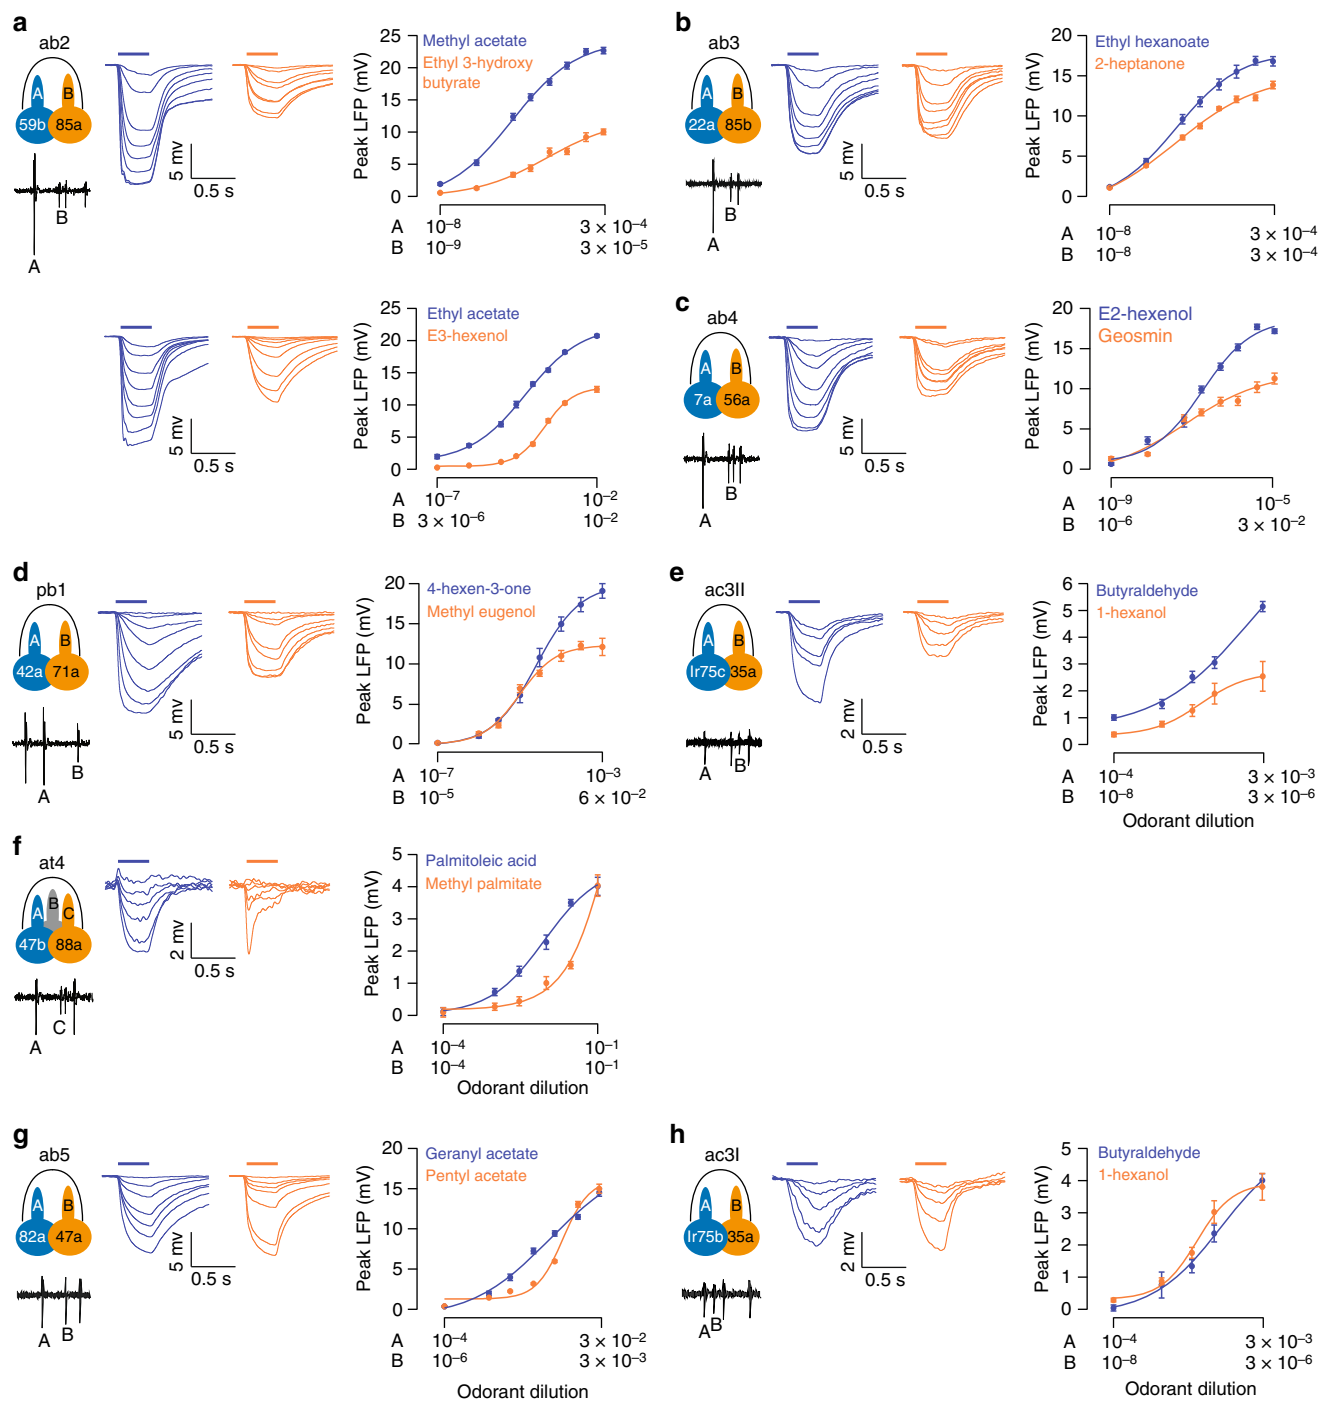 a
ab2
A
B
59b
85a
B
A
5 mv
0.5 s
Peak LFP (mV)
25
20
15
10
5
0
Methyl acetate
Ethyl 3-hydroxy
butyrate
A 10–8 3 × 10–4
B 10–9 3 × 10–5
5 mv
0.5 s
Peak LFP (mV)
25
20
15
10
5
0
Ethyl acetate
E3-hexenol
A 10–7 10–2
B 3 × 10–6 10–2
b
ab3
A
B
22a
85b
B
A
5 mv
0.5 s
Peak LFP (mV)
20
15
10
5
0
Ethyl hexanoate
2-heptanone
A 10–8 3 × 10–4
B 10–8 3 × 10–4
c
ab4
A
B
7a
56a
B
A
5 mv
0.5 s
Peak LFP (mV)
20
15
10
5
0
E2-hexenol
Geosmin
A 10–9 10–5
B 10–6 3 × 10–2
d
pb1
A
B
42a
71a
B
A
5 mv
0.5 s
Peak LFP (mV)
20
15
10
5
0
4-hexen-3-one
Methyl eugenol
A 10–7 10–3
B 10–5 6 × 10–2
e
ac3II
A
B
Ir75c
35a
A
B
2 mv
0.5 s
Peak LFP (mV)
6
5
4
3
2
1
0
Butyraldehyde
1-hexanol
A 10–4 3 × 10–3
B 10–8 3 × 10–6
Odorant dilution
f
at4
A
B
C
47b
88a
C
A
2 mv
0.5 s
Peak LFP (mV)
5
4
3
2
1
0
Palmitoleic acid
Methyl palmitate
A 10–4 10–1
B 10–4 10–1
Odorant dilution
g
ab5
A
B
82a
47a
A
B
5 mv
0.5 s
Peak LFP (mV)
20
15
10
5
0
Geranyl acetate
Pentyl acetate
A 10–4 3 × 10–2
B 10–6 3 × 10–3
Odorant dilution
h
ac3I
A
B
Ir75b
35a
A
B
2 mv
0.5 s
Peak LFP (mV)
5
4
3
2
1
0
Butyraldehyde
1-hexanol
A 10–4 3 × 10–3
B 10–8 3 × 10–6
Odorant dilution